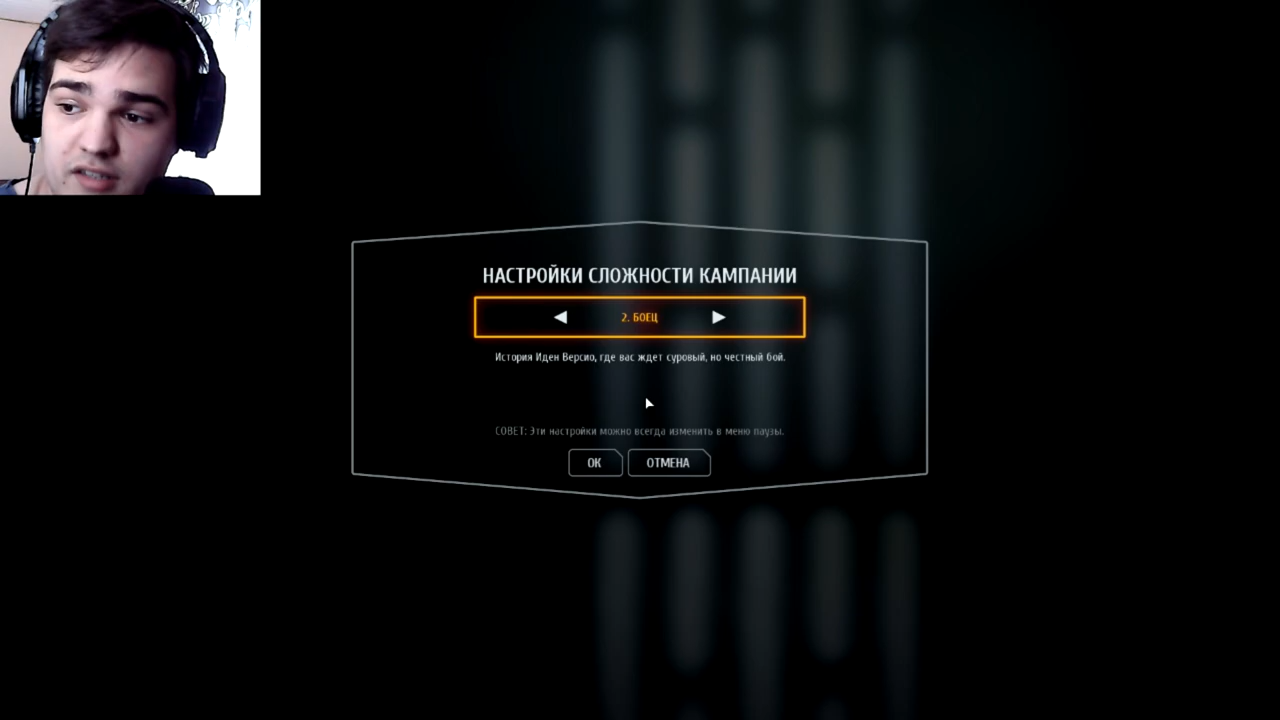 НАСТРОЙКИ СЛОЖНОСТИ КАМПАНИИ
2. БОЕЦ
История Иден Версио, где вас ждет суровый, но честный бой.
СОВЕТ: Эти настройки можно всегда изменить в меню паузы.
ОК ОТМЕНА